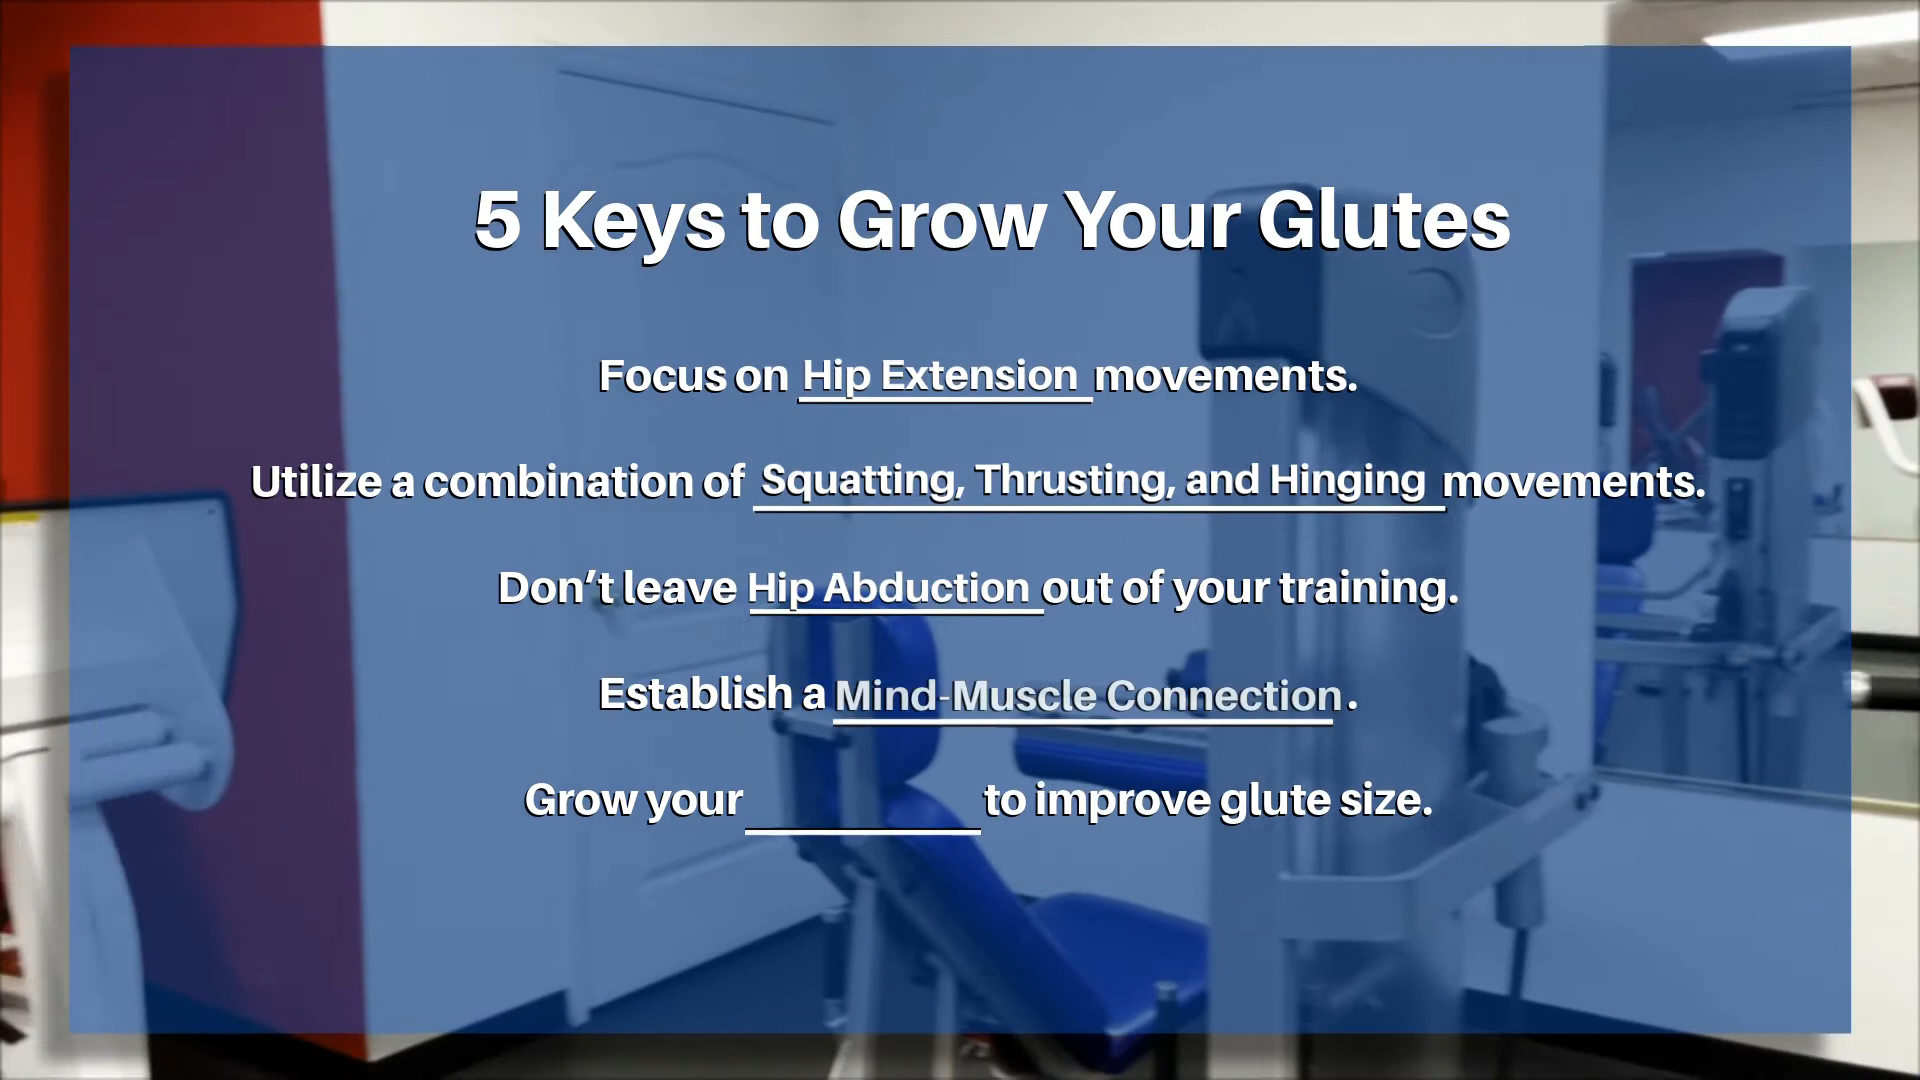 5 Keys to Grow Your Glutes
Focus on Hip Extension movements.
Utilize a combination of Squatting, Thrusting, and Hinging movements.
Don’t leave Hip Abduction out of your training.
Establish a Mind-Muscle Connection.
Grow your ________ to improve glute size.